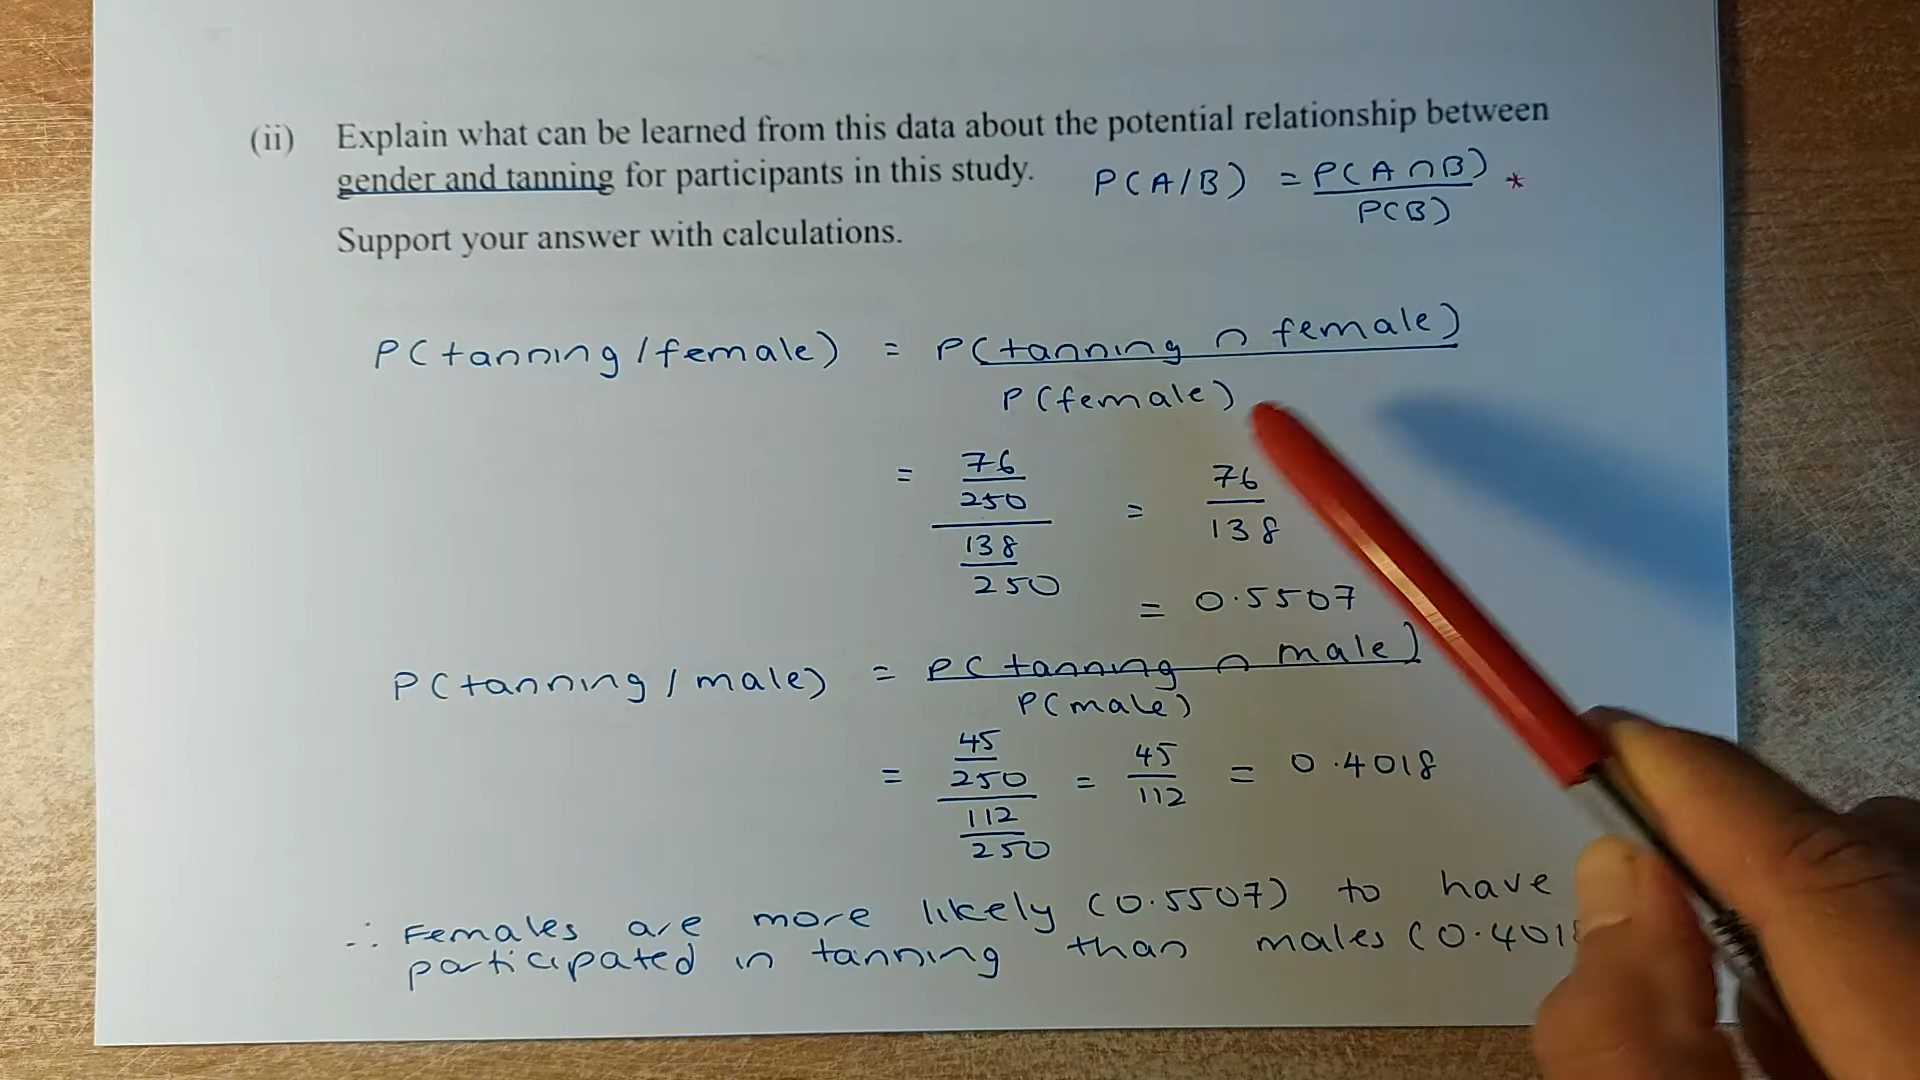 (ii) Explain what can be learned from this data about the potential relationship between
gender and tanning for participants in this study.
P(A/B) = P(A∩B) *
P(B)
Support your answer with calculations.
P(tanning/female) = P(tanning ∩ female)
P(female)
= 76/250 = 76/138
138/250
= 0.5507
P(tanning/male) = P(tanning ∩ male)
P(male)
= 45/250 = 45/112 = 0.4018
112/250
∴ Females are more likely (0.5507) to have
participated in tanning than males (0.401